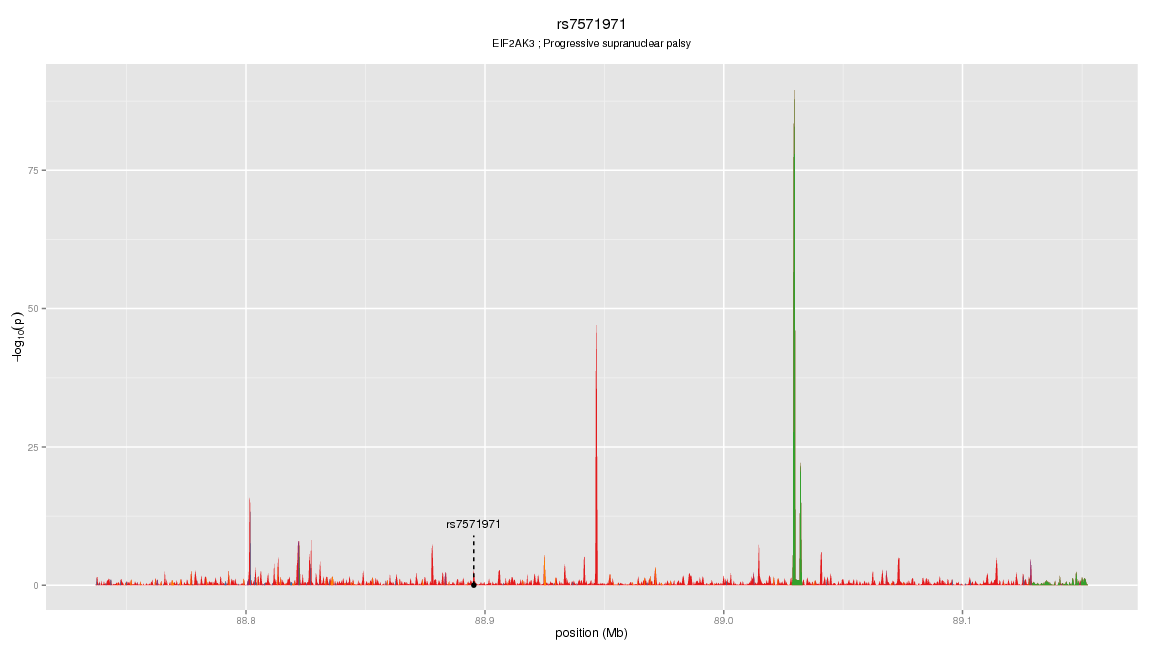 rs7571971
EIF2AK3 ; Progressive supranuclear palsy
−log10(p)
75
50
25
0
rs7571971
88.8
88.9
89.0
89.1
position (Mb)